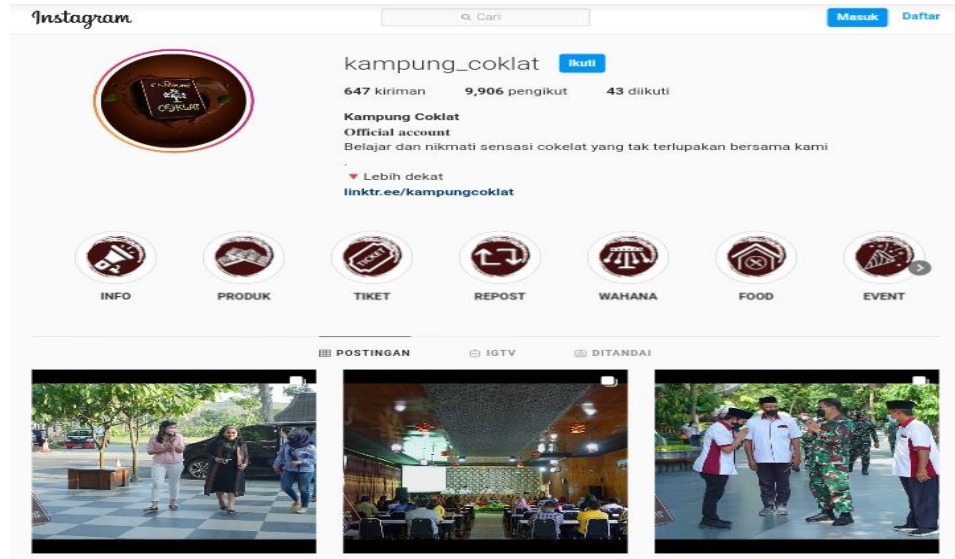 Instagram
Cari
Masuk Daftar
kampung_coklat Ikuti
647 kiriman 9,906 pengikut 43 diikuti
Kampung Coklat
Official account
Belajar dan nikmati sensasi cokelat yang tak terlupakan bersama kami
.
Lebih dekat
linktr.ee/kampungcoklat
TICKET
INFO PRODUK TIKET REPOST WAHANA FOOD EVENT
POSTINGAN IGTV DITANDAI